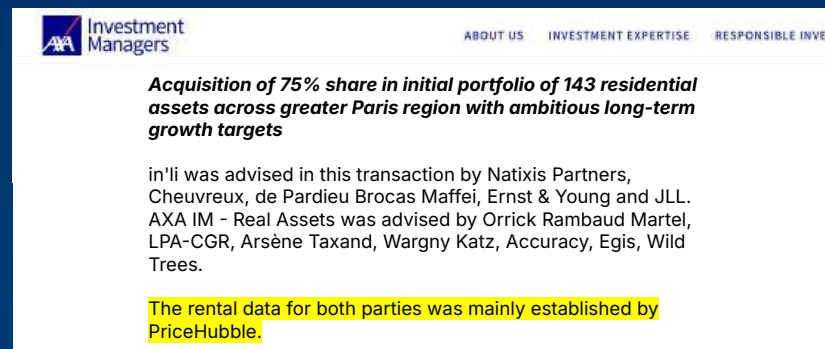 AXA Investment
Managers
ABOUT US INVESTMENT EXPERTISE RESPONSIBLE INVE
Acquisition of 75% share in initial portfolio of 143 residential
assets across greater Paris region with ambitious long-term
growth targets
in'li was advised in this transaction by Natixis Partners,
Cheuvreux, de Pardieu Brocas Maffei, Ernst & Young and JLL.
AXA IM - Real Assets was advised by Orrick Rambaud Martel,
LPA-CGR, Arsène Taxand, Wargny Katz, Accuracy, Egis, Wild
Trees.
The rental data for both parties was mainly established by
PriceHubble.